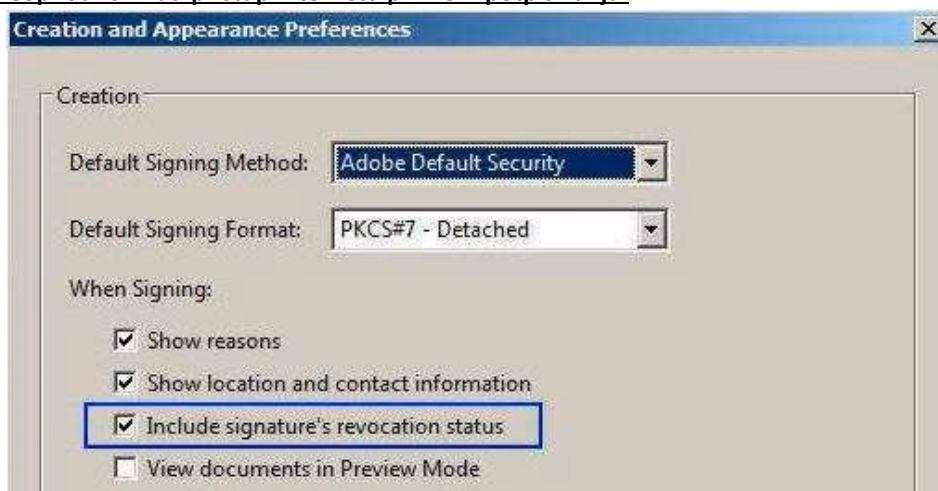 Creation and Appearance Preferences
Creation
Default Signing Method: Adobe Default Security
Default Signing Format: PKCS#7 - Detached
When Signing:
Show reasons
Show location and contact information
Include signature's revocation status
View documents in Preview Mode